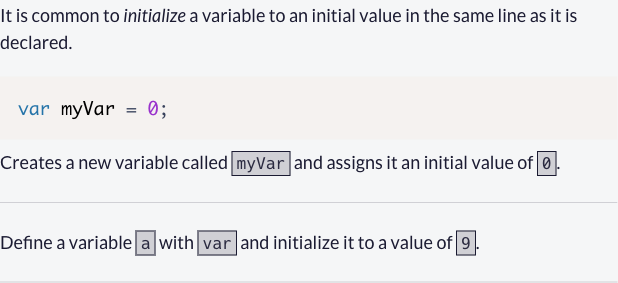 It is common to initialize a variable to an initial value in the same line as it is
declared.
var myVar = 0;
Creates a new variable called myVar and assigns it an initial value of 0.
Define a variable a with var and initialize it to a value of 9.